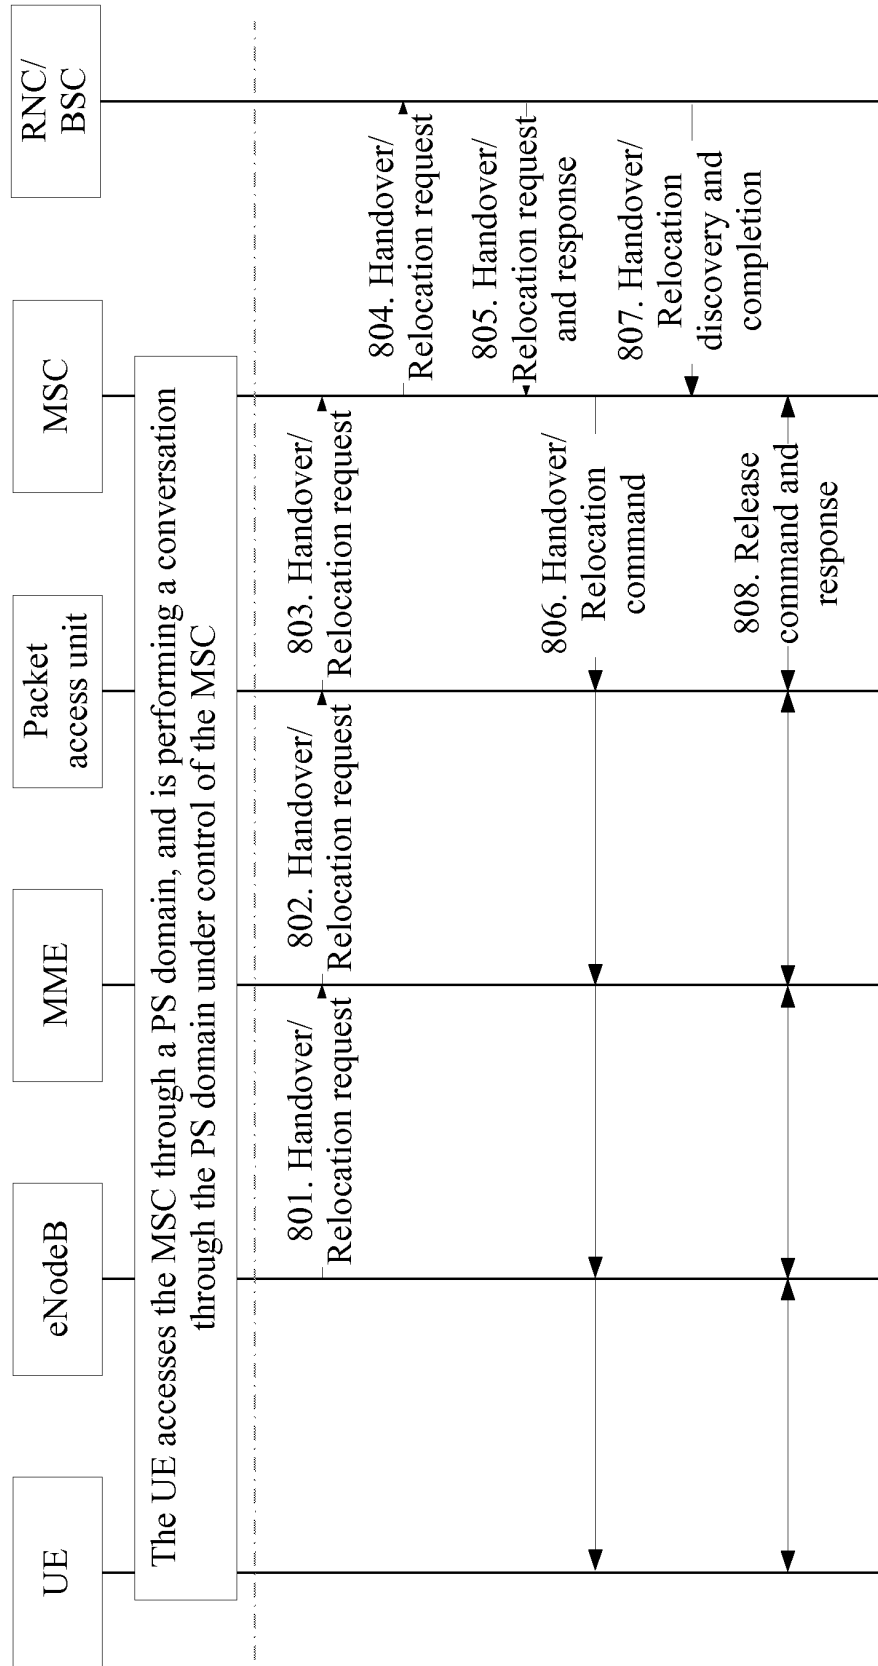 UE
eNodeB
MME
Packet
access unit
MSC
RNC/
BSC
The UE accesses the MSC through a PS domain, and is performing a conversation
through the PS domain under control of the MSC
801. Handover/
Relocation request
802. Handover/
Relocation request
803. Handover/
Relocation request
804. Handover/
Relocation request
805. Handover/
Relocation request
and response
806. Handover/
Relocation
command
807. Handover/
Relocation
discovery and
completion
808. Release
command and
response